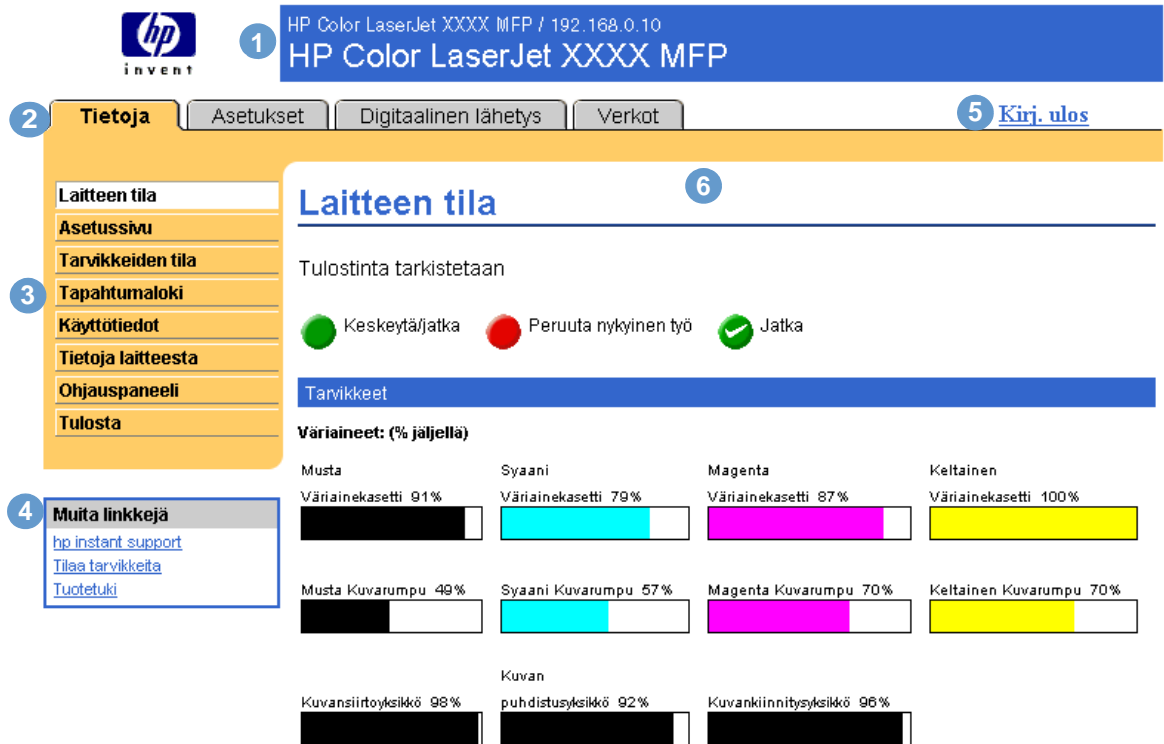 hp
invent
1
HP Color LaserJet XXXX MFP / 192.168.0.10
HP Color LaserJet XXXX MFP
2
Tietoja
Asetukset
Digitaalinen lähetys
Verkot
5
Kirj. ulos
Laitteen tila
Asetussivu
Tarvikkeiden tila
3
Tapahtumaloki
Käyttötiedot
Tietoja laitteesta
Ohjauspaneeli
Tulosta
4
Muita linkkejä
hp instant support
Tilaa tarvikkeita
Tuotetuki
6
Laitteen tila
Tulostinta tarkistetaan
Keskeytä/jatka
Peruuta nykyinen työ
Jatka
Tarvikkeet
Väriaineet: (% jäljellä)
Musta
Väriainekasetti 91%
Syaani
Väriainekasetti 79%
Magenta
Väriainekasetti 87%
Keltainen
Väriainekasetti 100%
Musta Kuvarumpu 49%
Syaani Kuvarumpu 57%
Magenta Kuvarumpu 70%
Keltainen Kuvarumpu 70%
Kuvansiirtoyksikkö 98%
Kuvan
puhdistusyksikkö 92%
Kuvankiinnitysyksikkö 96%